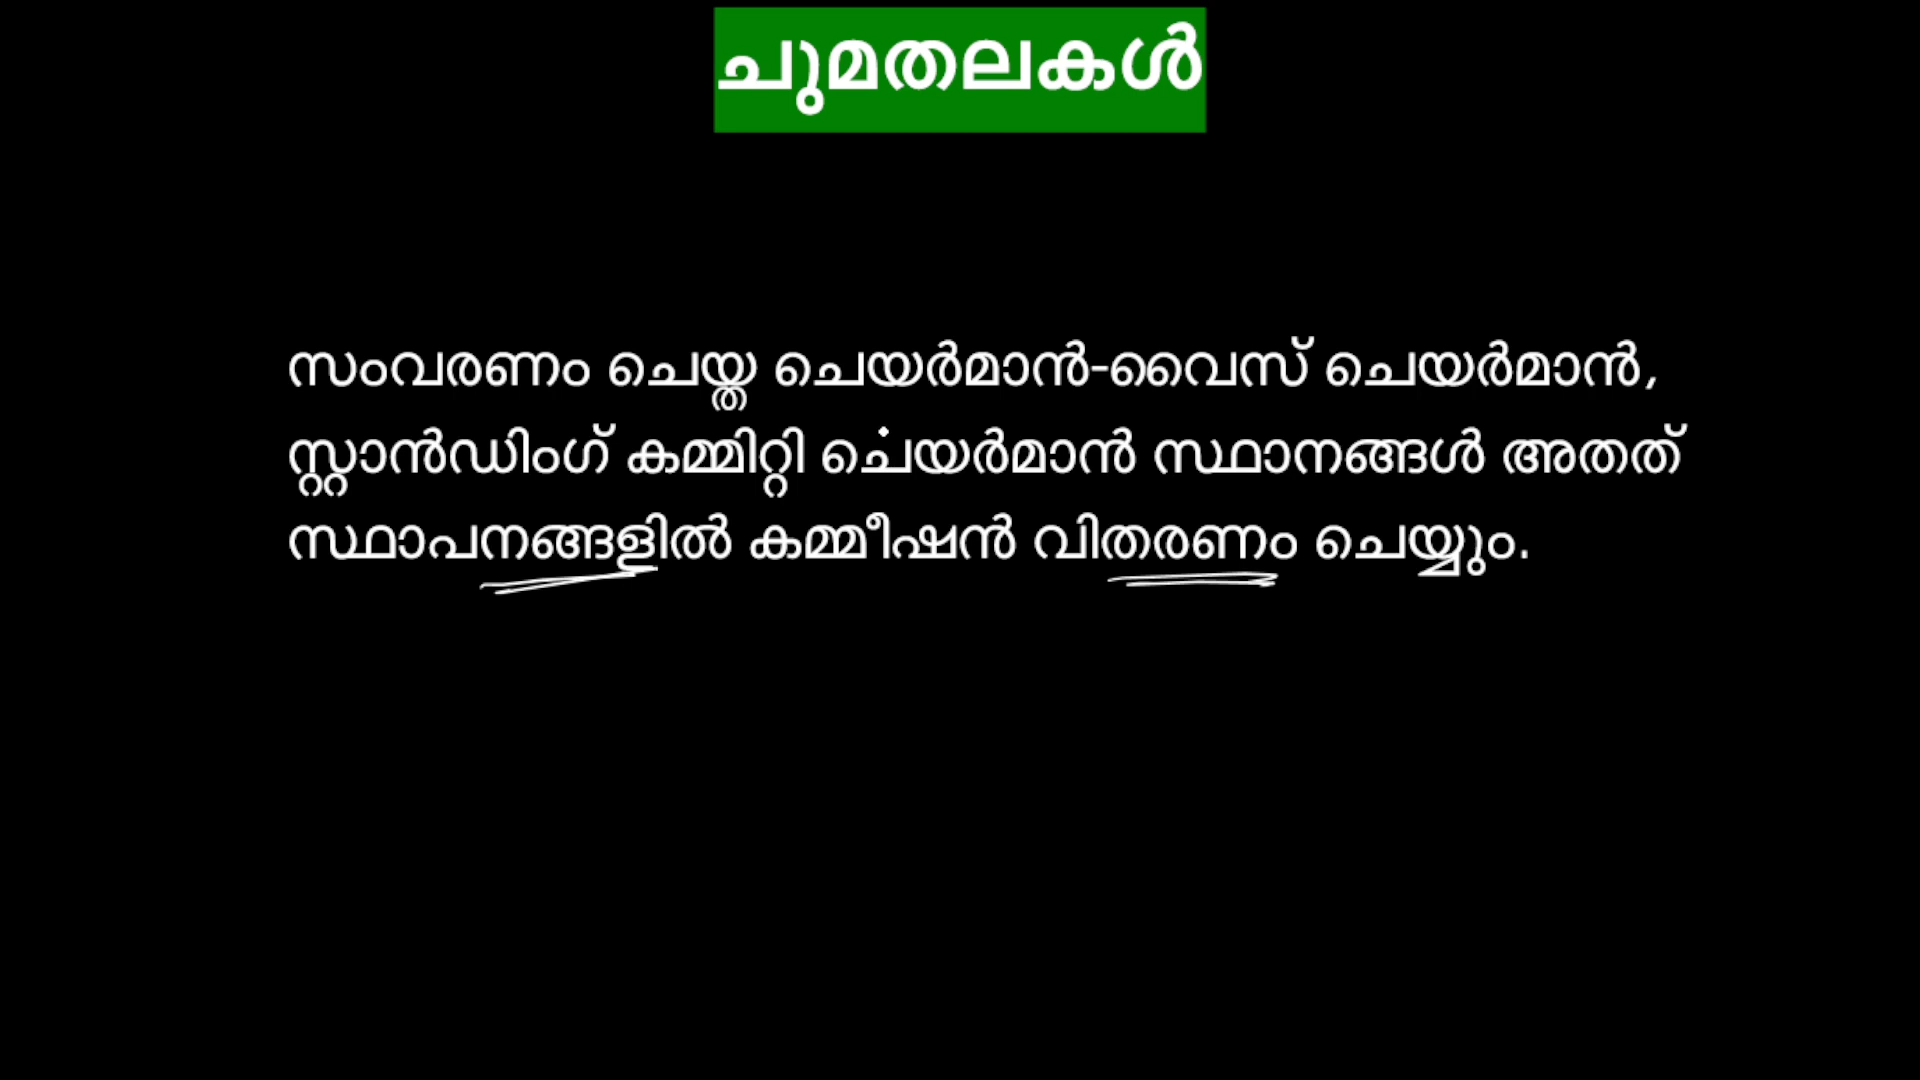 ചുമതലകൾ
സംവരണം ചെയ്ത ചെയർമാൻ-വൈസ് ചെയർമാൻ,
സ്റ്റാൻഡിംഗ് കമ്മിറ്റി ചെയർമാൻ സ്ഥാനങ്ങൾ അതത്
സ്ഥാപനങ്ങളിൽ കമ്മീഷൻ വിതരണം ചെയ്യും.